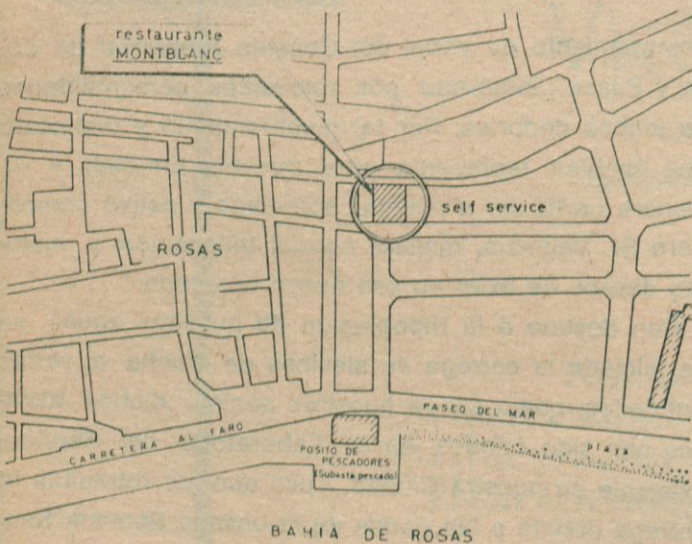 restaurante
MONTBLANC
self service
ROSAS
PASEO DEL MAR
CARRETERA AL FARO
playa
POSITO DE
PESCADORES
(Subasta pescado)
BAHIA DE ROSAS